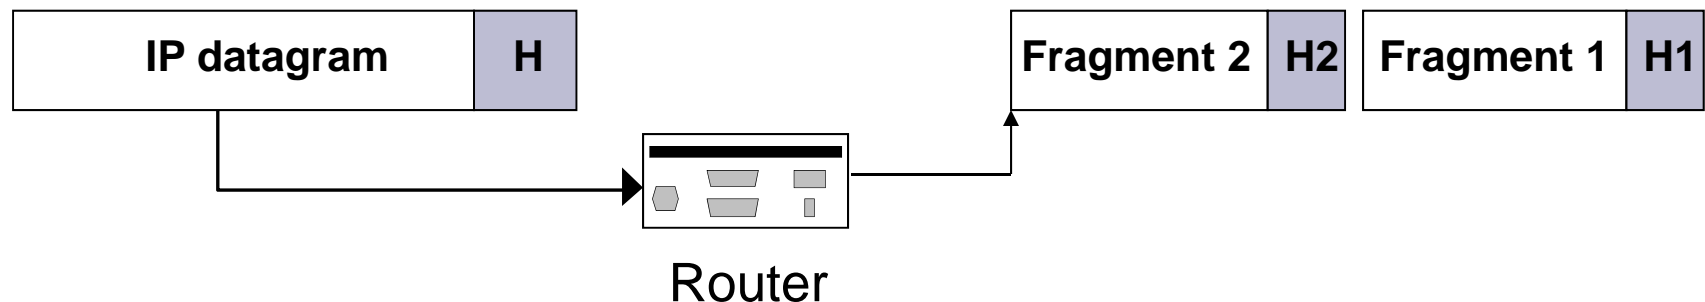 IP datagram H
Fragment 2 H2 Fragment 1 H1
Router